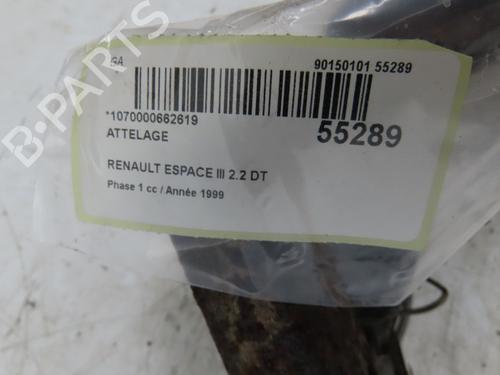 GA 90150101 55289
*1070000662619
ATTELAGE 55289
RENAULT ESPACE III 2.2 DT
Phase 1 cc / Année 1999
B-PARTS